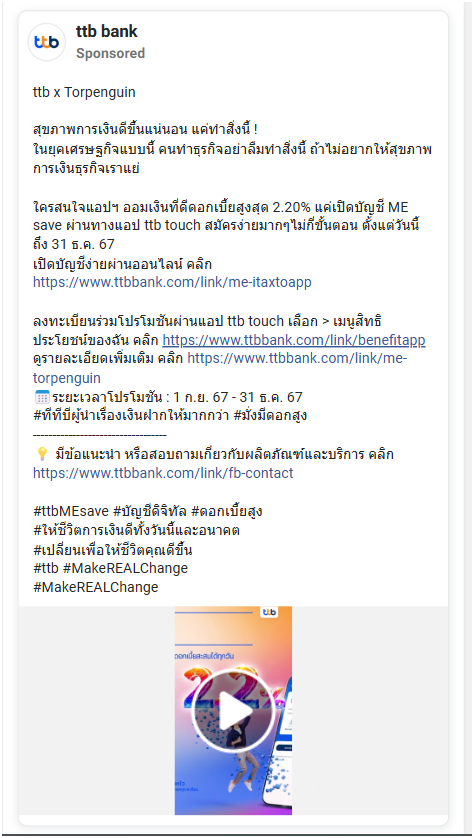 ttb bank
Sponsored
ttb x Torpenguin
สุขภาพการเงินดีขึ้นแน่นอน แค่ทำสิ่งนี้ !
ในยุคเศรษฐกิจแบบนี้ คนทำธุรกิจอย่าลืมทำสิ่งนี้ ถ้าไม่อยากให้สุขภาพ
การเงินธุรกิจเราแย่
ใครสนใจแอปฯ ออมเงินที่ดีดอกเบี้ยสูงสุด 2.20% แค่เปิดบัญชี ME
save ผ่านทางแอป ttb touch สมัครง่ายมากๆไม่กี่ขั้นตอน ตั้งแต่วันนี้
ถึง 31 ธ.ค. 67
เปิดบัญชีง่ายผ่านออนไลน์ คลิก
https://www.ttbbank.com/link/me-itaxtoapp
ลงทะเบียนร่วมโปรโมชันผ่านแอป ttb touch เลือก > เมนูสิทธิ
ประโยชน์ของฉัน คลิก https://www.ttbbank.com/link/benefitapp
ดูรายละเอียดเพิ่มเติม คลิก https://www.ttbbank.com/link/me-
torpenguin
🗓️ระยะเวลาโปรโมชัน : 1 ก.ย. 67 - 31 ธ.ค. 67
#ทีทีบีผู้นำเรื่องเงินฝากให้มากกว่า #มั่งมีดอกสูง
----------------------------------
💡 มีข้อแนะนำ หรือสอบถามเกี่ยวกับผลิตภัณฑ์และบริการ คลิก
https://www.ttbbank.com/link/fb-contact
#ttbMEsave #บัญชีดิจิทัล #ดอกเบี้ยสูง
#ให้ชีวิตการเงินดีทั้งวันนี้และอนาคต
#เปลี่ยนเพื่อให้ชีวิตคุณดีขึ้น
#ttb #MakeREALChange
#MakeREALChange
ttb
ดอกเบี้ยสะสมได้ทุกวัน
2.2